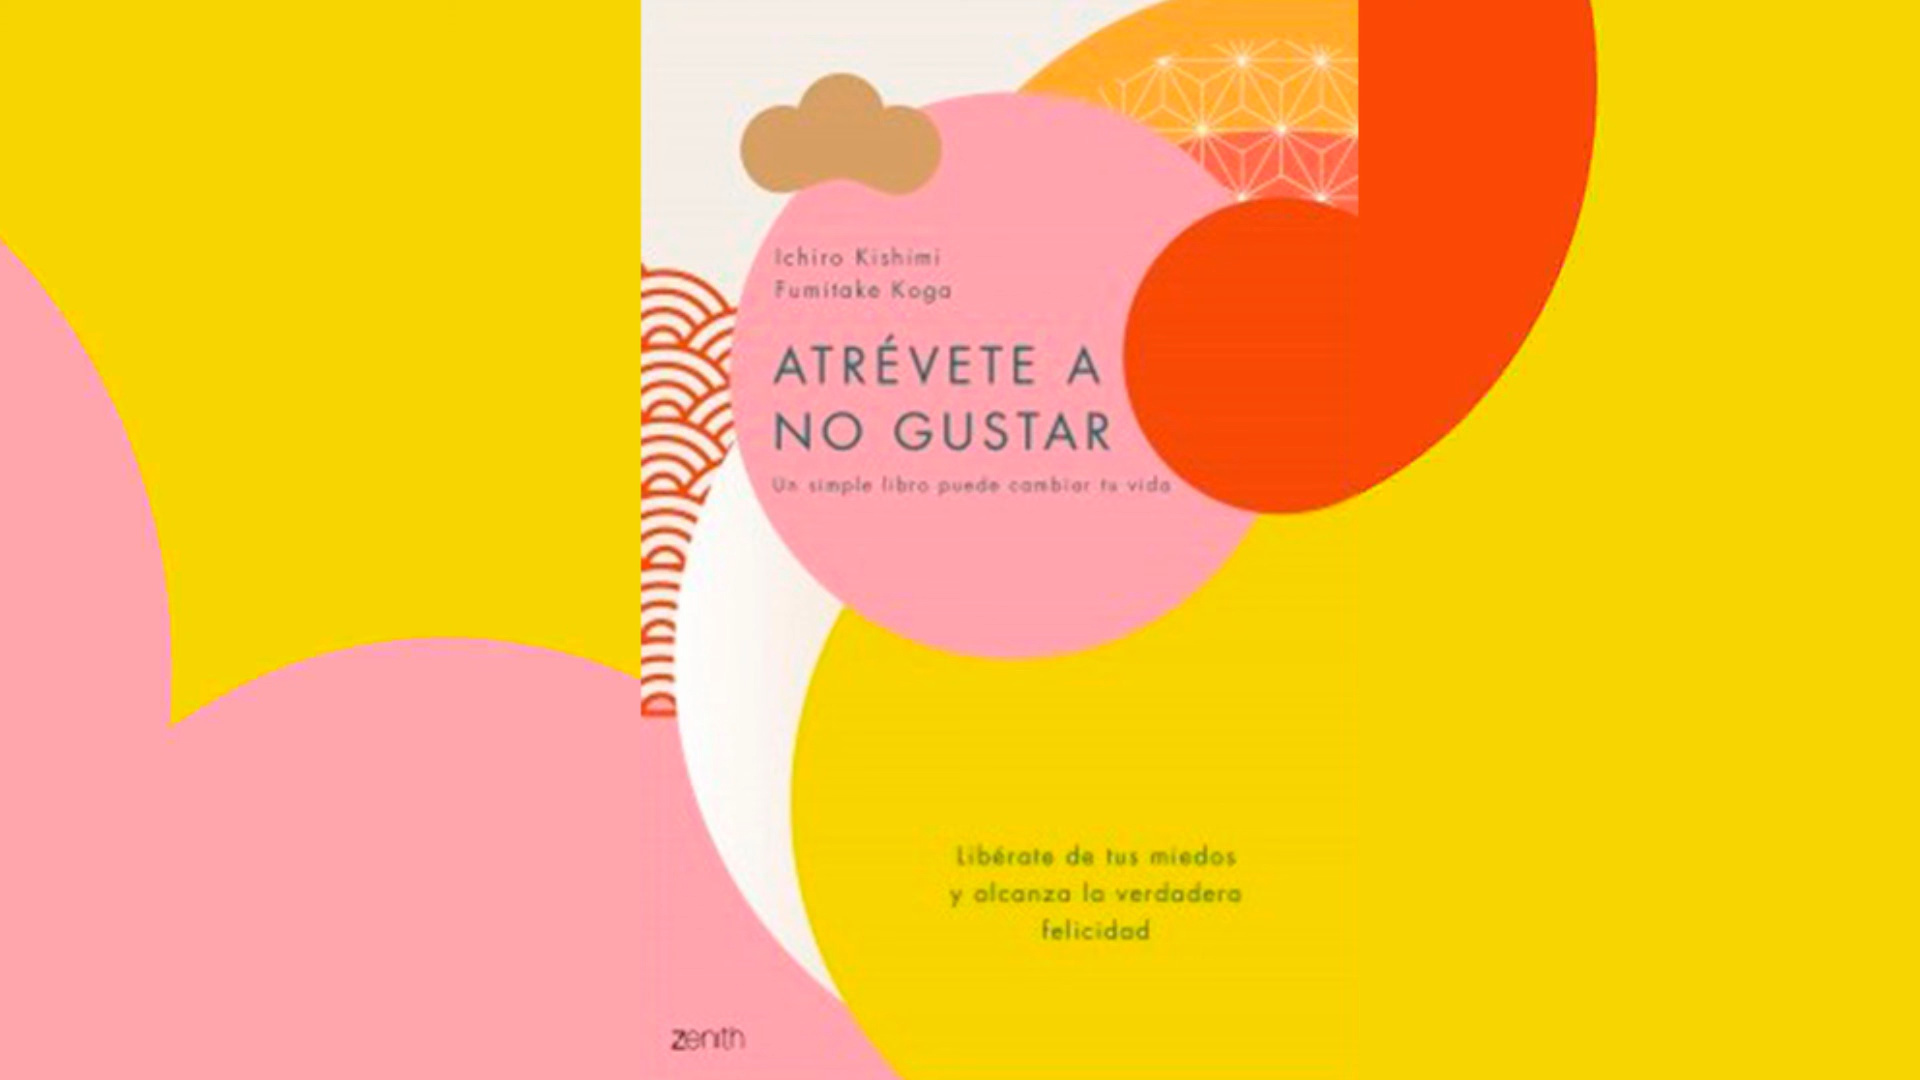 Ichiro Kishimi
Fumitake Koga
ATRÉVETE A
NO GUSTAR
Un simple libro puede cambiar tu vida
Libérate de tus miedos
y alcanza la verdadera
felicidad
zenith